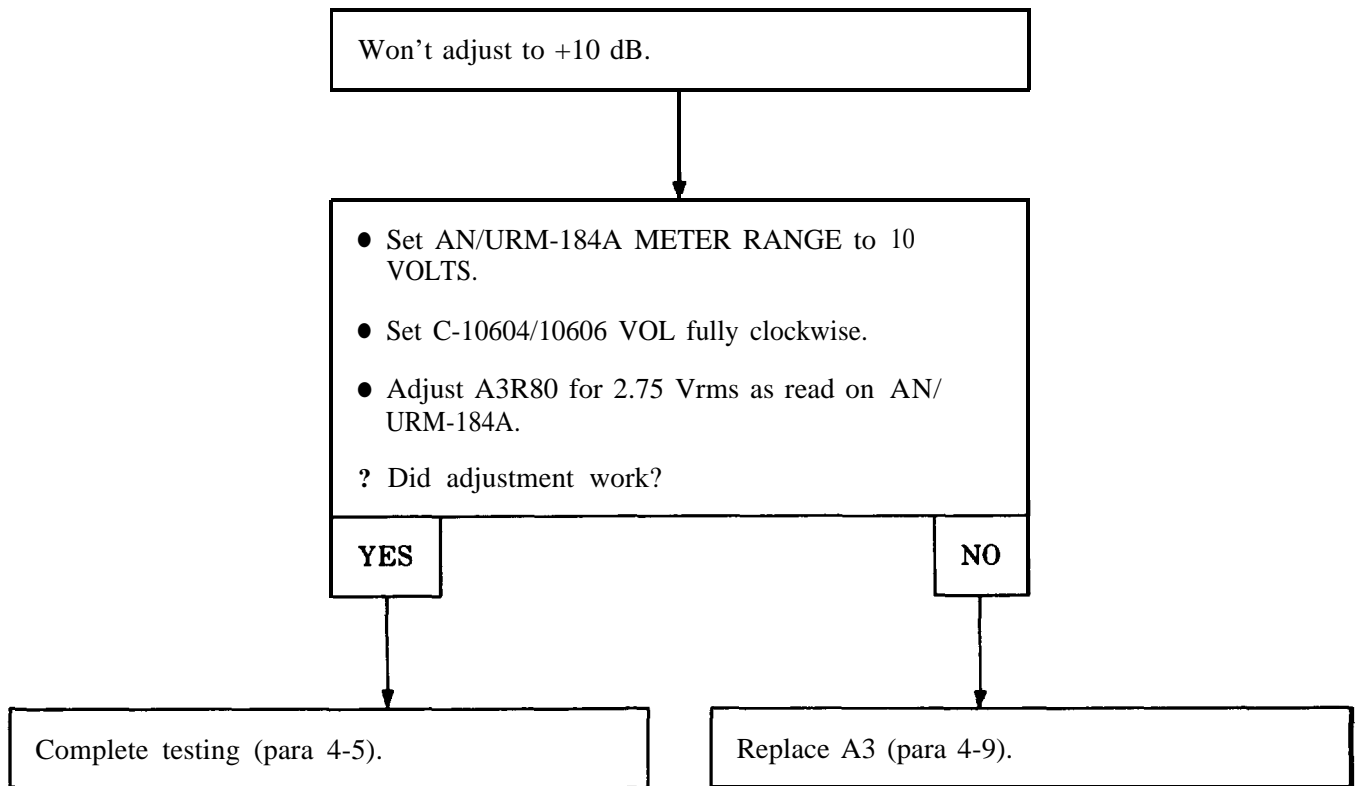 Won't adjust to +10 dB.
● Set AN/URM-184A METER RANGE to 10
VOLTS.
● Set C-10604/10606 VOL fully clockwise.
● Adjust A3R80 for 2.75 Vrms as read on AN/
URM-184A.
? Did adjustment work?
YES
NO
Complete testing (para 4-5).
Replace A3 (para 4-9).